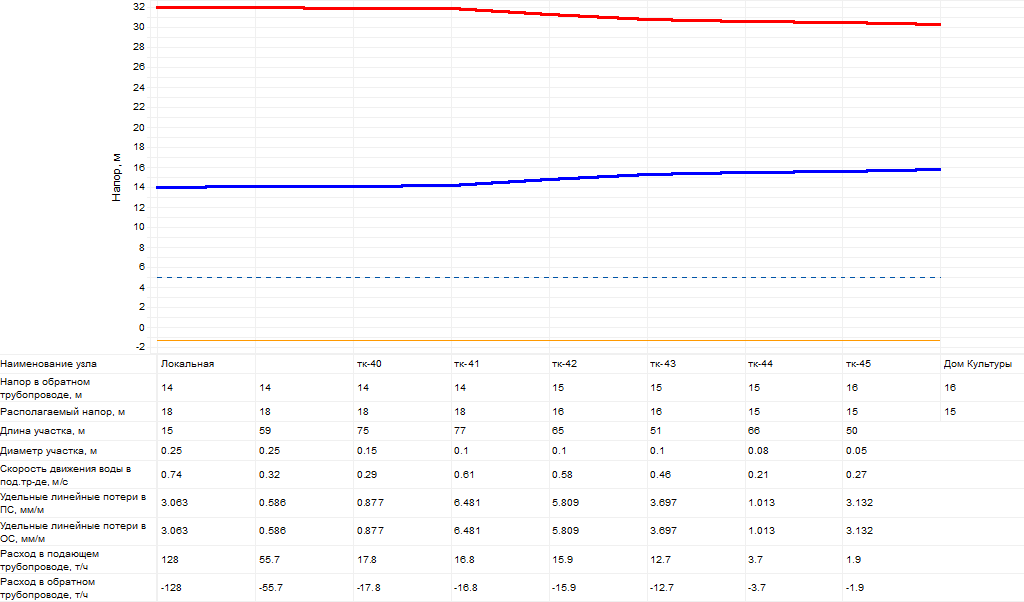 32
30
28
26
24
22
20
18
16
14
12
10
8
6
4
2
0
-2
Напор, м
Наименование узла Локальная тк-40 тк-41 тк-42 тк-43 тк-44 тк-45 Дом Культуры
Напор в обратном
трубопроводе, м 14 14 14 14 15 15 15 16 16
Располагаемый напор, м 18 18 18 18 16 16 15 15 15
Длина участка, м 15 59 75 77 65 51 66 50
Диаметр участка, м 0.25 0.25 0.15 0.1 0.1 0.1 0.08 0.05
Скорость движения воды в
под.тр-де, м/с 0.74 0.32 0.29 0.61 0.58 0.46 0.21 0.27
Удельные линейные потери в
ПС, мм/м 3.063 0.586 0.877 6.481 5.809 3.697 1.013 3.132
Удельные линейные потери в
ОС, мм/м 3.063 0.586 0.877 6.481 5.809 3.697 1.013 3.132
Расход в подающем
трубопроводе, т/ч 128 55.7 17.8 16.8 15.9 12.7 3.7 1.9
Расход в обратном
трубопроводе, т/ч -128 -55.7 -17.8 -16.8 -15.9 -12.7 -3.7 -1.9